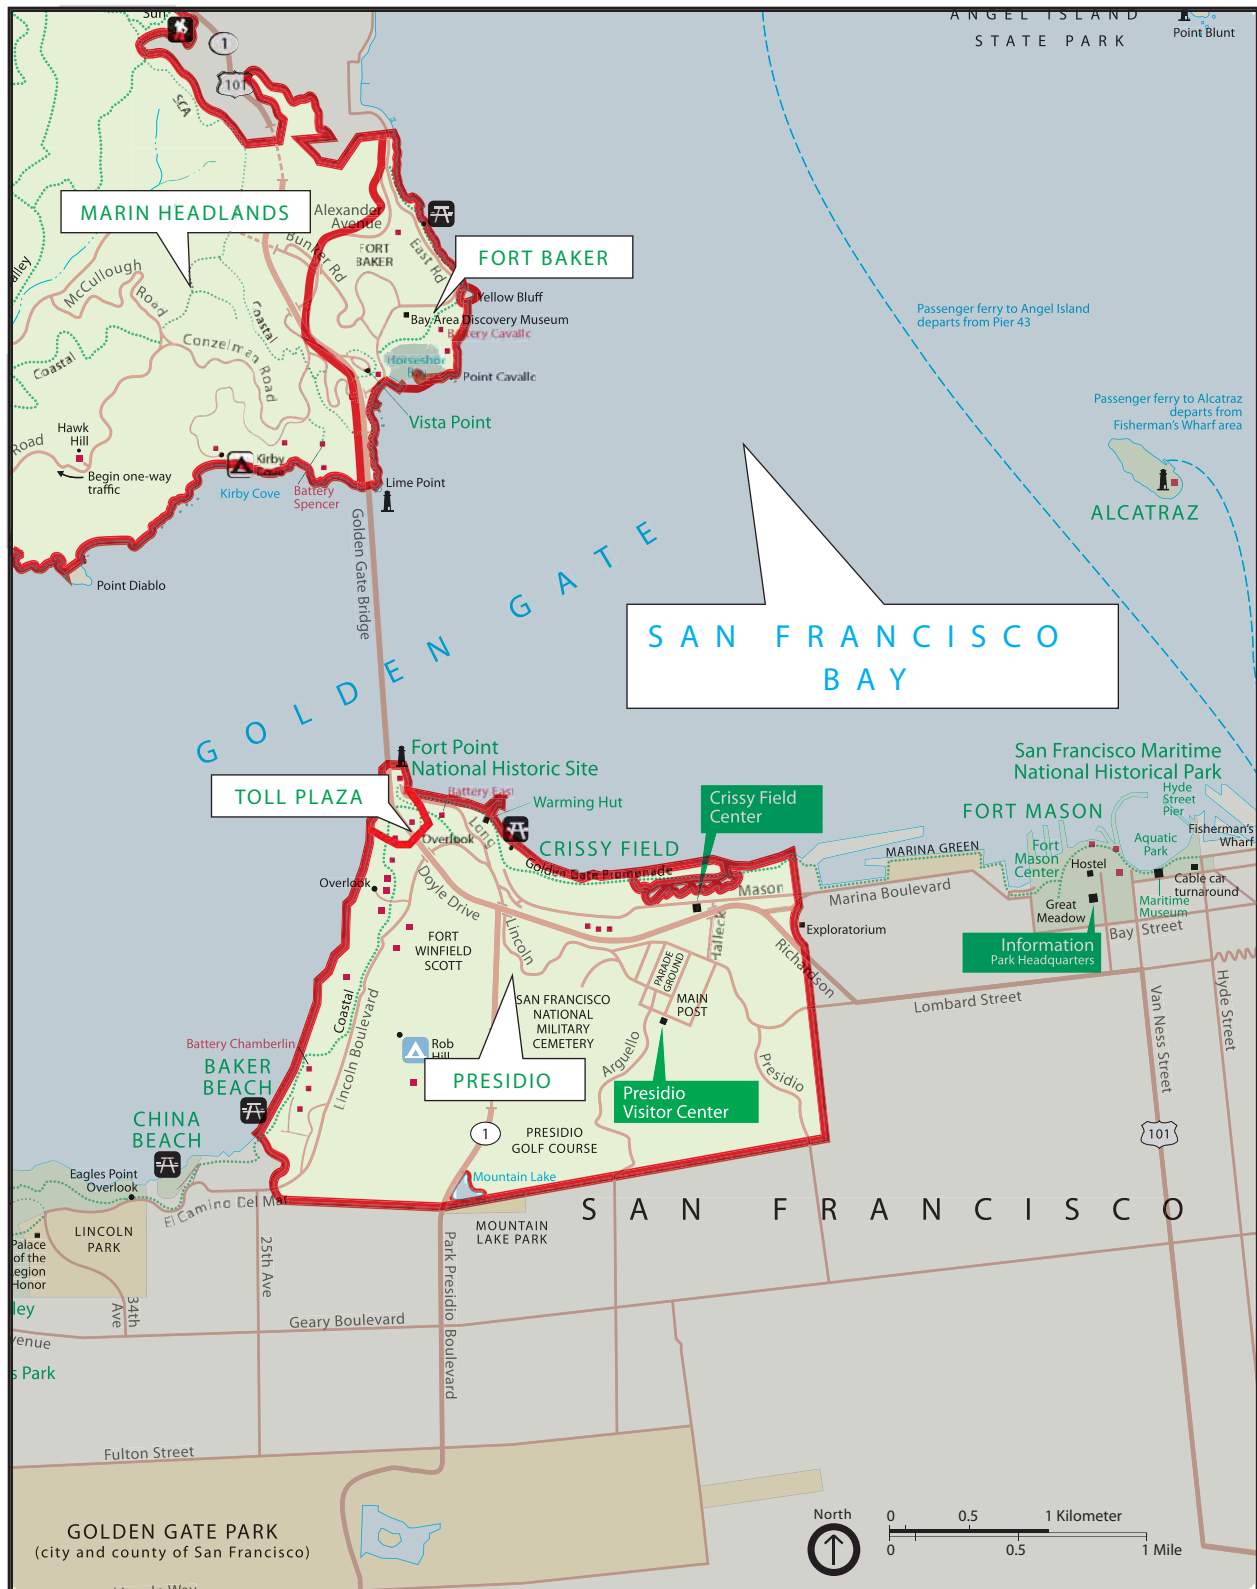 ANGEL ISLAND
STATE PARK
Point Blunt
1
101
SCA
MARIN HEADLANDS
Alexander
Avenue
Bunker Rd
FORT
BAKER
East Rd
FORT BAKER
McCullough
Road
Yellow Bluff
Bay Area Discovery Museum
Battery Cavallo
Horseshoe
Bay
Point Cavallo
Coastal
Conzelman Road
Coastal
Vista Point
Passenger ferry to Angel Island
departs from Pier 43
Passenger ferry to Alcatraz
departs from
Fisherman's Wharf area
ALCATRAZ
Road
Hawk
Hill
Begin one-way
traffic
Kirby
Cove
Kirby Cove
Battery
Spencer
Lime Point
Point Diablo
Golden Gate Bridge
GOLDEN GATE
SAN FRANCISCO
BAY
Fort Point
National Historic Site
TOLL PLAZA
Battery East
Warming Hut
Long
Overlook
CRISSY FIELD
Golden Gate Promenade
Crissy Field
Center
San Francisco Maritime
National Historical Park
Hyde
Street
Pier
FORT MASON
Fisherman's
Wharf
Aquatic
Park
Fort
Mason
Center
Hostel
MARINA GREEN
Cable car
turnaround
Maritime
Museum
Great
Meadow
Bay Street
Information
Park Headquarters
Overlook
Doyle Drive
Mason
Marina Boulevard
Exploratorium
Lincoln
Halleck
Richardson
FORT
WINFIELD
SCOTT
PARADE
GROUND
MAIN
POST
Lombard Street
Van Ness Street
Hyde Street
SAN FRANCISCO
NATIONAL
MILITARY
CEMETERY
Coastal
Lincoln Boulevard
Rob
Hill
Battery Chamberlin
BAKER
BEACH
PRESIDIO
Arguello
Presidio
Presidio
Visitor Center
CHINA
BEACH
1
PRESIDIO
GOLF COURSE
101
Eagles Point
Overlook
Mountain Lake
El Camino Del Mar
SAN FRANCISCO
LINCOLN
PARK
MOUNTAIN
LAKE PARK
Palace
of the
egion
Honor
25th Ave
34th
Ave
Park Presidio Boulevard
Geary Boulevard
ley
venue
s Park
Fulton Street
GOLDEN GATE PARK
(city and county of San Francisco)
North
0 0.5 1 Kilometer
0 0.5 1 Mile